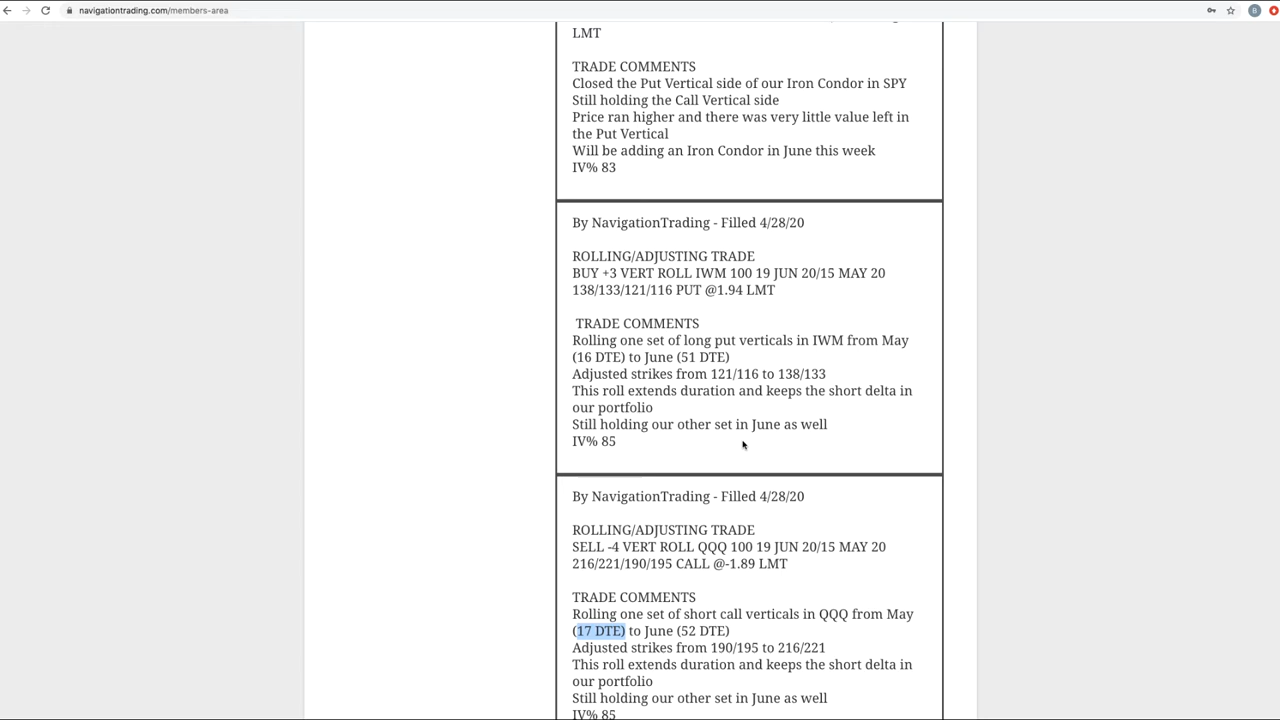 navigationtrading.com/members-area
B
LMT
TRADE COMMENTS
Closed the Put Vertical side of our Iron Condor in SPY
Still holding the Call Vertical side
Price ran higher and there was very little value left in
the Put Vertical
Will be adding an Iron Condor in June this week
IV% 83
By NavigationTrading - Filled 4/28/20
ROLLING/ADJUSTING TRADE
BUY +3 VERT ROLL IWM 100 19 JUN 20/15 MAY 20
138/133/121/116 PUT @1.94 LMT
TRADE COMMENTS
Rolling one set of long put verticals in IWM from May
(16 DTE) to June (51 DTE)
Adjusted strikes from 121/116 to 138/133
This roll extends duration and keeps the short delta in
our portfolio
Still holding our other set in June as well
IV% 85
By NavigationTrading - Filled 4/28/20
ROLLING/ADJUSTING TRADE
SELL -4 VERT ROLL QQQ 100 19 JUN 20/15 MAY 20
216/221/190/195 CALL @-1.89 LMT
TRADE COMMENTS
Rolling one set of short call verticals in QQQ from May
(17 DTE) to June (52 DTE)
Adjusted strikes from 190/195 to 216/221
This roll extends duration and keeps the short delta in
our portfolio
Still holding our other set in June as well
IV% 85